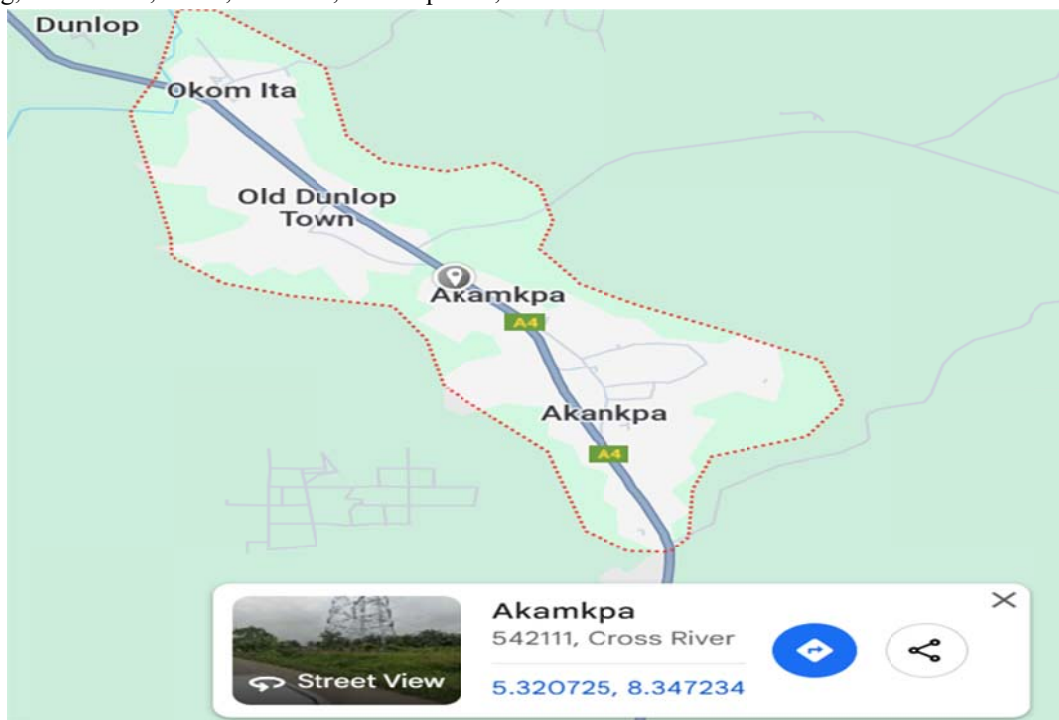 Dunlop
Okom Ita
Old Dunlop
Town
Akamkpa
A4
Akankpa
A4
Akamkpa
542111, Cross River
Street View
5.320725, 8.347234